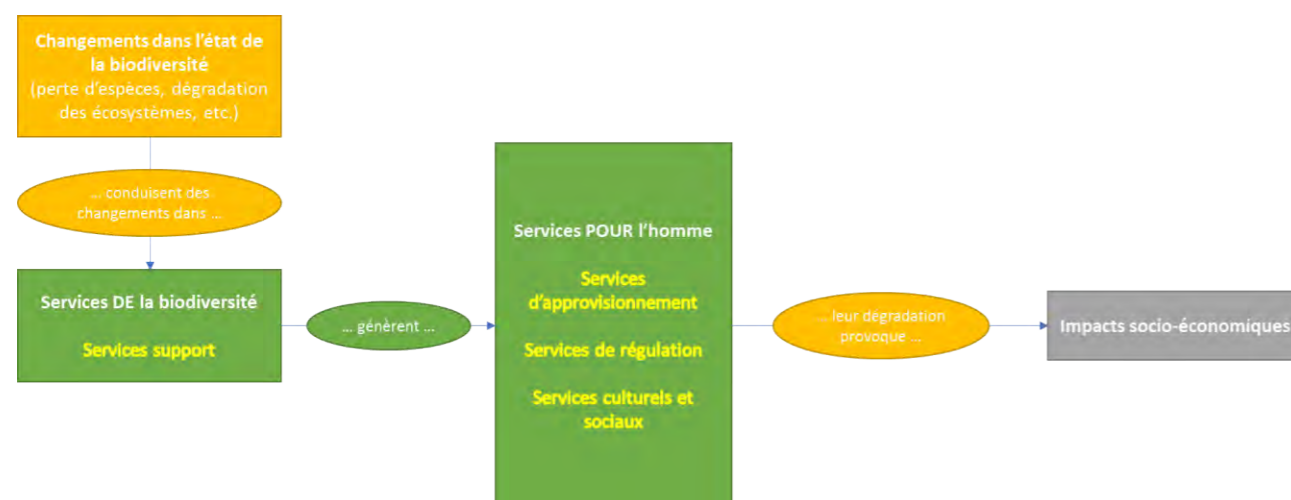 Changements dans l'état de
la biodiversité
(perte d'espèces, dégradation
des écosystèmes, etc.)
... conduisent des
changements dans ...
Services DE la biodiversité
Services support
... génèrent ...
Services POUR l'homme
Services
d'approvisionnement
Services de régulation
Services culturels et
sociaux
... leur dégradation
provoque ...
Impacts socio-économiques